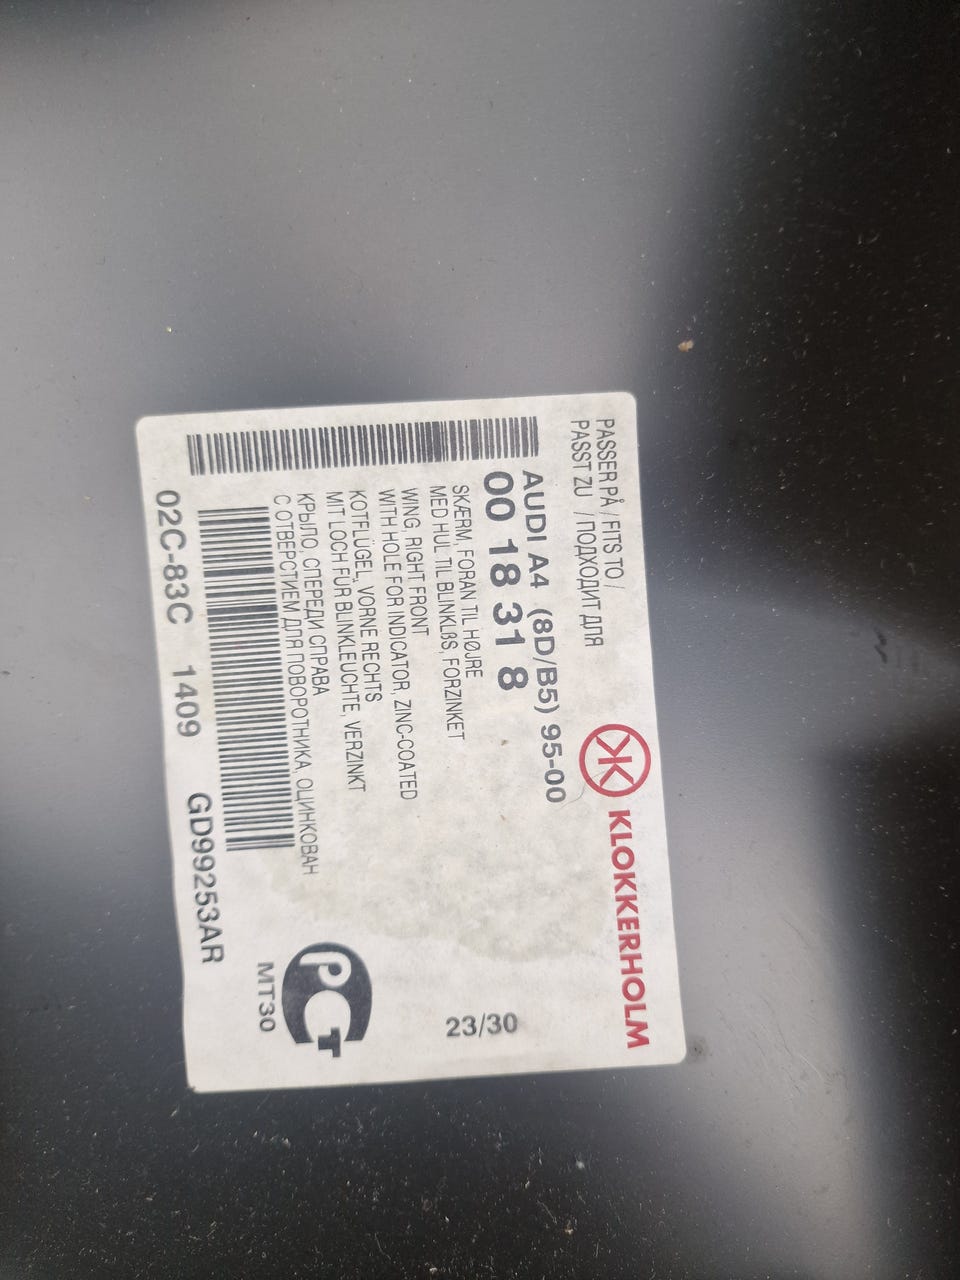 PASSER PÅ / FITS TO /
PASST ZU / ПОДХОДИТ ДЛЯ
KLOKKERHOLM
AUDI A4 (8D/B5) 95-00
00 18 31 8
SKÆRM, FORAN TIL HØJRE
MED HUL TIL BLINKLBS, FORZINKET
WING, RIGHT FRONT
WITH HOLE FOR INDICATOR, ZINC-COATED
KOTFLÜGEL, VORNE RECHTS
MIT LOCH FÜR BLINKLEUCHTE, VERZINKT
КРЫЛО, СПЕРЕДИ СПРАВА
С ОТВЕРСТИЕМ ДЛЯ ПОВОРОТНИКА, ОЦИНКОВАН
23/30
РСТ
MT30
02C-83C 1409 GD99253AR